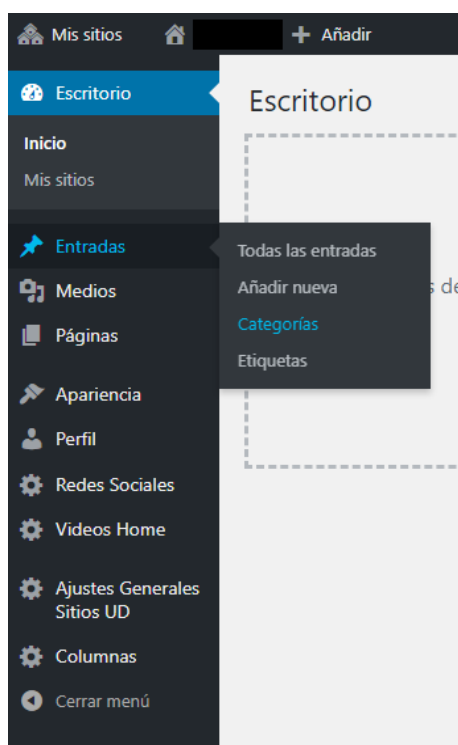 Mis sitios
Añadir
Escritorio
Escritorio
Inicio
Mis sitios
Entradas
Todas las entradas
Medios
Añadir nueva
s de
Páginas
Categorías
Etiquetas
Apariencia
Perfil
Redes Sociales
Videos Home
Ajustes Generales
Sitios UD
Columnas
Cerrar menú